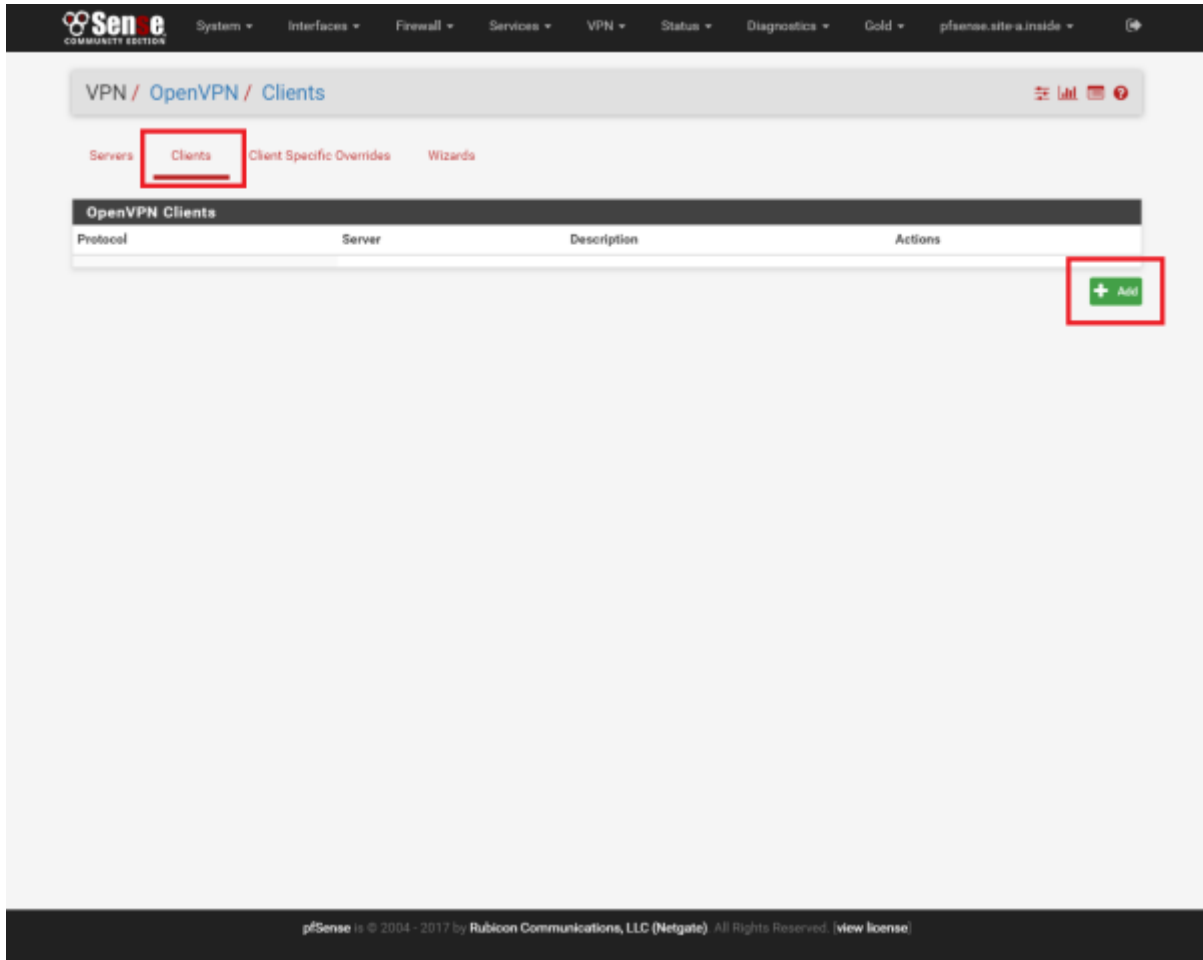 Sense
COMMUNITY EDITION
System Interfaces Firewall Services VPN Status Diagnostics Gold pfsense.site-a.inside
VPN / OpenVPN / Clients
Servers Clients Client Specific Overrides Wizards
OpenVPN Clients
Protocol Server Description Actions
+ Add
pfSense is © 2004 - 2017 by Rubicon Communications, LLC (Netgate). All Rights Reserved. [view license]